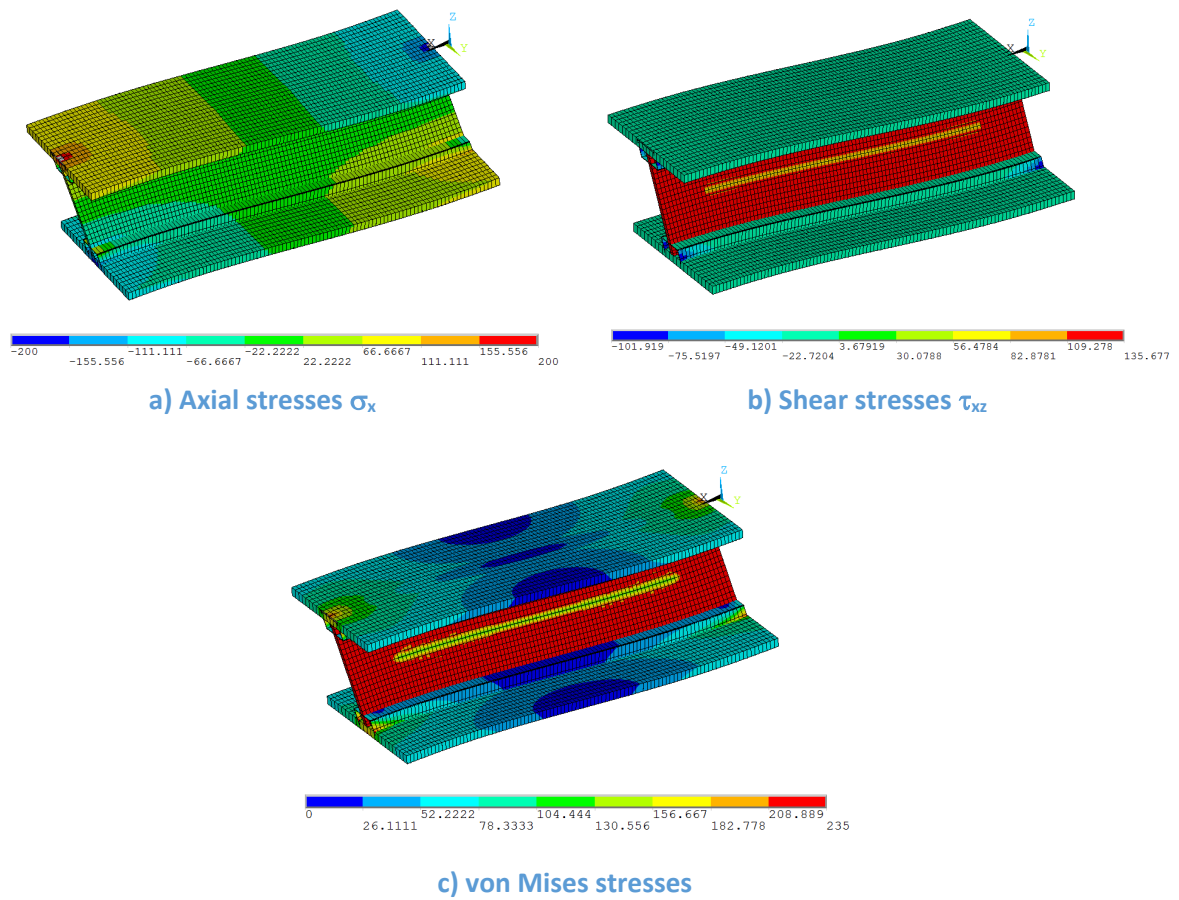 Z
X
Y
Z
X
Y
-200 -155.556 -111.111 -66.6667 -22.2222 22.2222 66.6667 111.111 155.556 200
-101.919 -75.5197 -49.1201 -22.7204 3.67919 30.0788 56.4784 82.8781 109.278 135.677
a) Axial stresses σx
b) Shear stresses τxz
Z
X
Y
0 26.1111 52.2222 78.3333 104.444 130.556 156.667 182.778 208.889 235
c) von Mises stresses